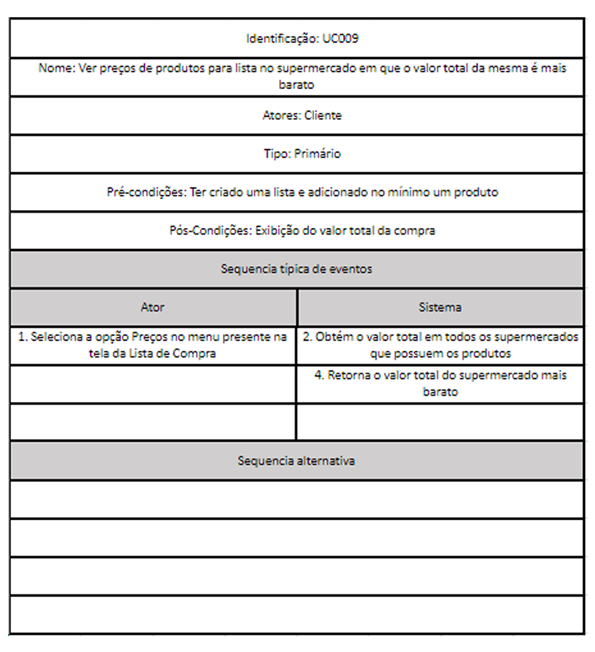 Identificação: UC009
Nome: Ver preços de produtos para lista no supermercado em que o valor total da mesma é mais
barato
Atores: Cliente
Tipo: Primário
Pré-condições: Ter criado uma lista e adicionado no mínimo um produto
Pós-Condições: Exibição do valor total da compra
Sequencia típica de eventos
Ator
Sistema
1. Seleciona a opção Preços no menu presente na
tela da Lista de Compra
2. Obtém o valor total em todos os supermercados
que possuem os produtos
4. Retorna o valor total do supermercado mais
barato
Sequencia alternativa